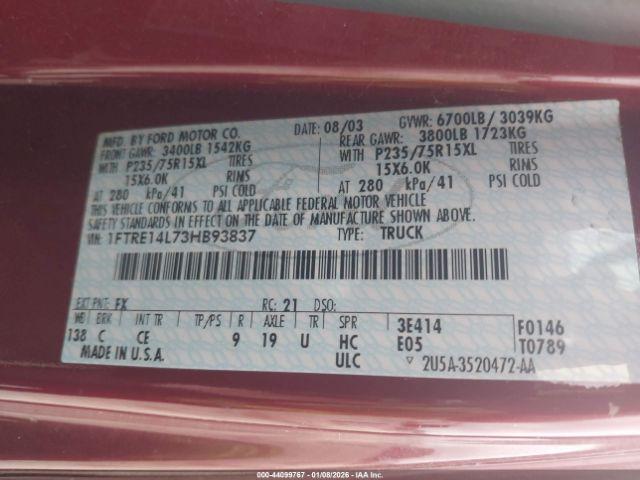 MFD. BY FORD MOTOR CO.
DATE: 08/03
GVWR: 6700LB/ 3039KG
FRONT GAWR: 3400LB 1542KG
REAR GAWR: 3800LB 1723KG
WITH P235/75R15XL TIRES
WITH P235/75R15XL TIRES
15X6.0K RIMS
15X6.0K RIMS
AT 280 kPa/41 PSI COLD
AT 280 kPa/41 PSI COLD
THIS VEHICLE CONFORMS TO ALL APPLICABLE FEDERAL MOTOR VEHICLE
SAFETY STANDARDS IN EFFECT ON THE DATE OF MANUFACTURE SHOWN ABOVE.
VIN: 1FTRE14L73HB93837
TYPE: TRUCK
EXT PNT: FX RC: 21 DSO:
WB BRK INT TR TP/PS R AXLE TR SPR
138 C CE 9 19 U HC
3E414 F0146
E05 T0789
MADE IN U.S.A.
ULC ▽ 2U5A-3520472-AA
000-44099767 - 01/08/2026 - IAA Inc.